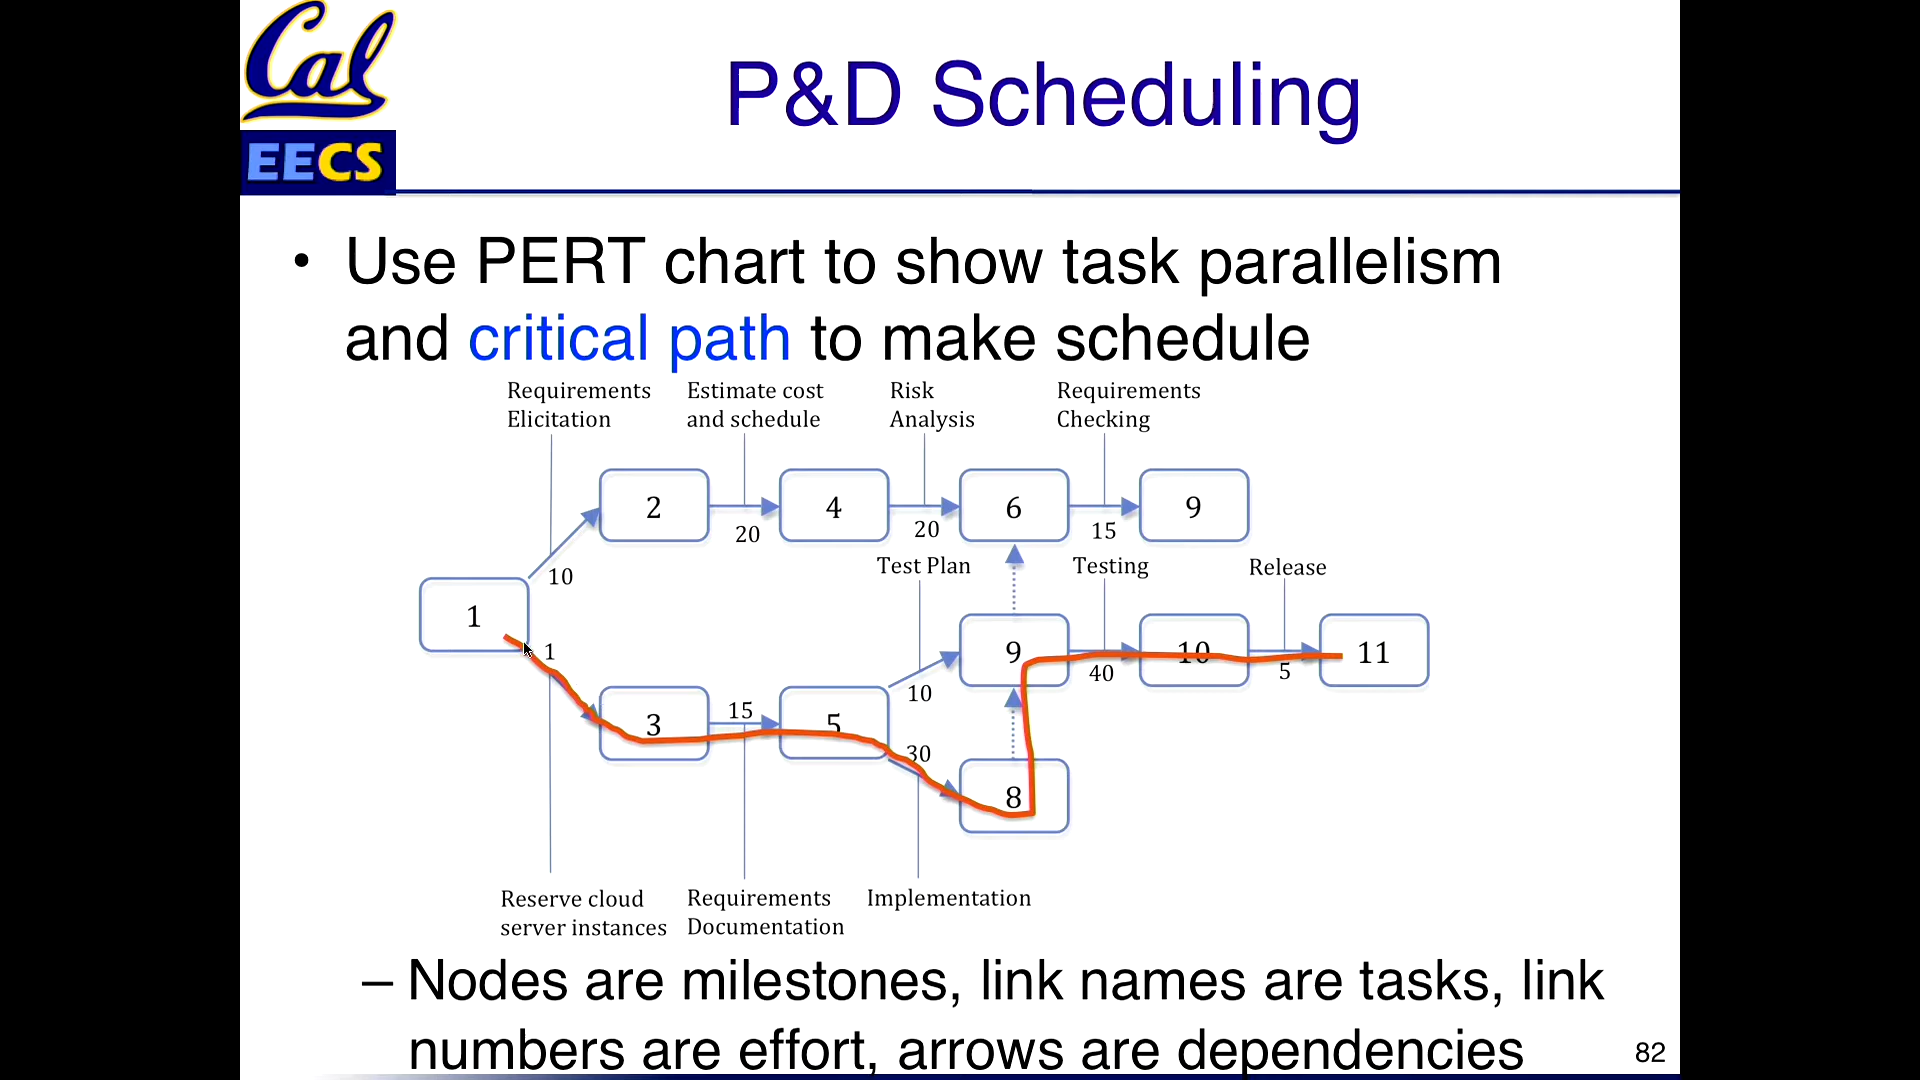 Cal
EECS
P&D Scheduling
• Use PERT chart to show task parallelism
and critical path to make schedule
Requirements
Elicitation
Estimate cost
and schedule
Risk
Analysis
Requirements
Checking
2
4
6
9
20
20
15
10
Test Plan
Testing
Release
1
1
9
10
11
10
40
5
3
15
5
30
8
Reserve cloud
server instances
Requirements
Documentation
Implementation
– Nodes are milestones, link names are tasks, link
numbers are effort, arrows are dependencies
82